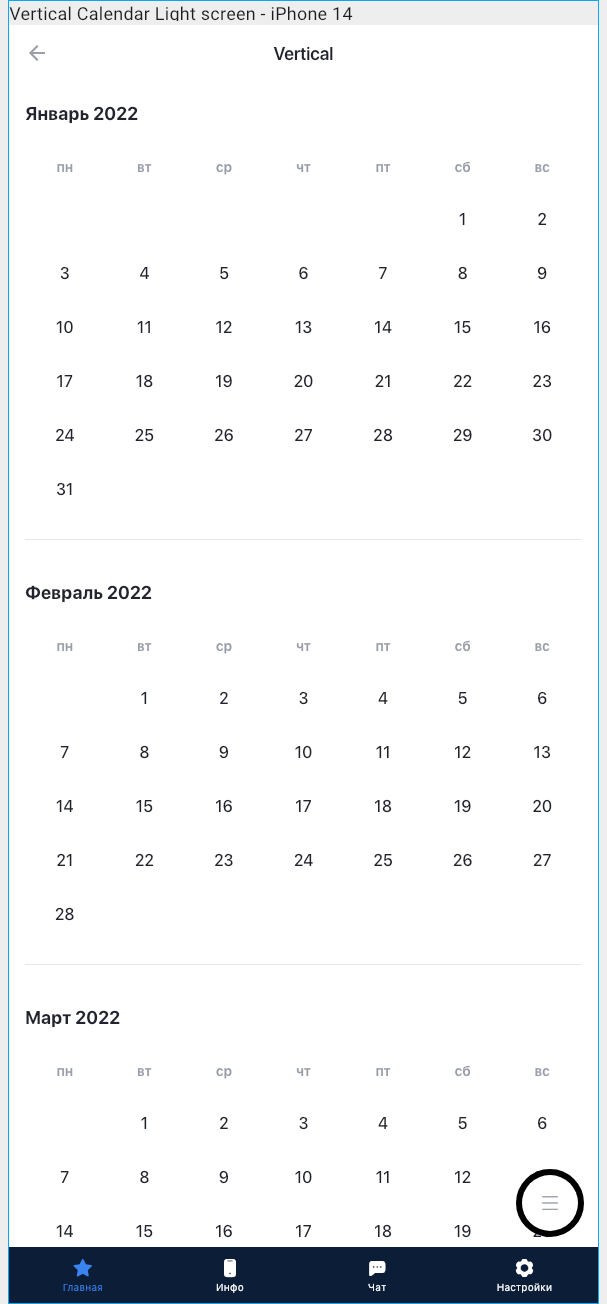 Vertical Calendar Light screen - iPhone 14
Vertical
Январь 2022
пн вт ср чт пт сб вс
1 2
3 4 5 6 7 8 9
10 11 12 13 14 15 16
17 18 19 20 21 22 23
24 25 26 27 28 29 30
31
Февраль 2022
пн вт ср чт пт сб вс
1 2 3 4 5 6
7 8 9 10 11 12 13
14 15 16 17 18 19 20
21 22 23 24 25 26 27
28
Март 2022
пн вт ср чт пт сб вс
1 2 3 4 5 6
7 8 9 10 11 12
14 15 16 17 18 19
Главная Инфо Чат Настройки